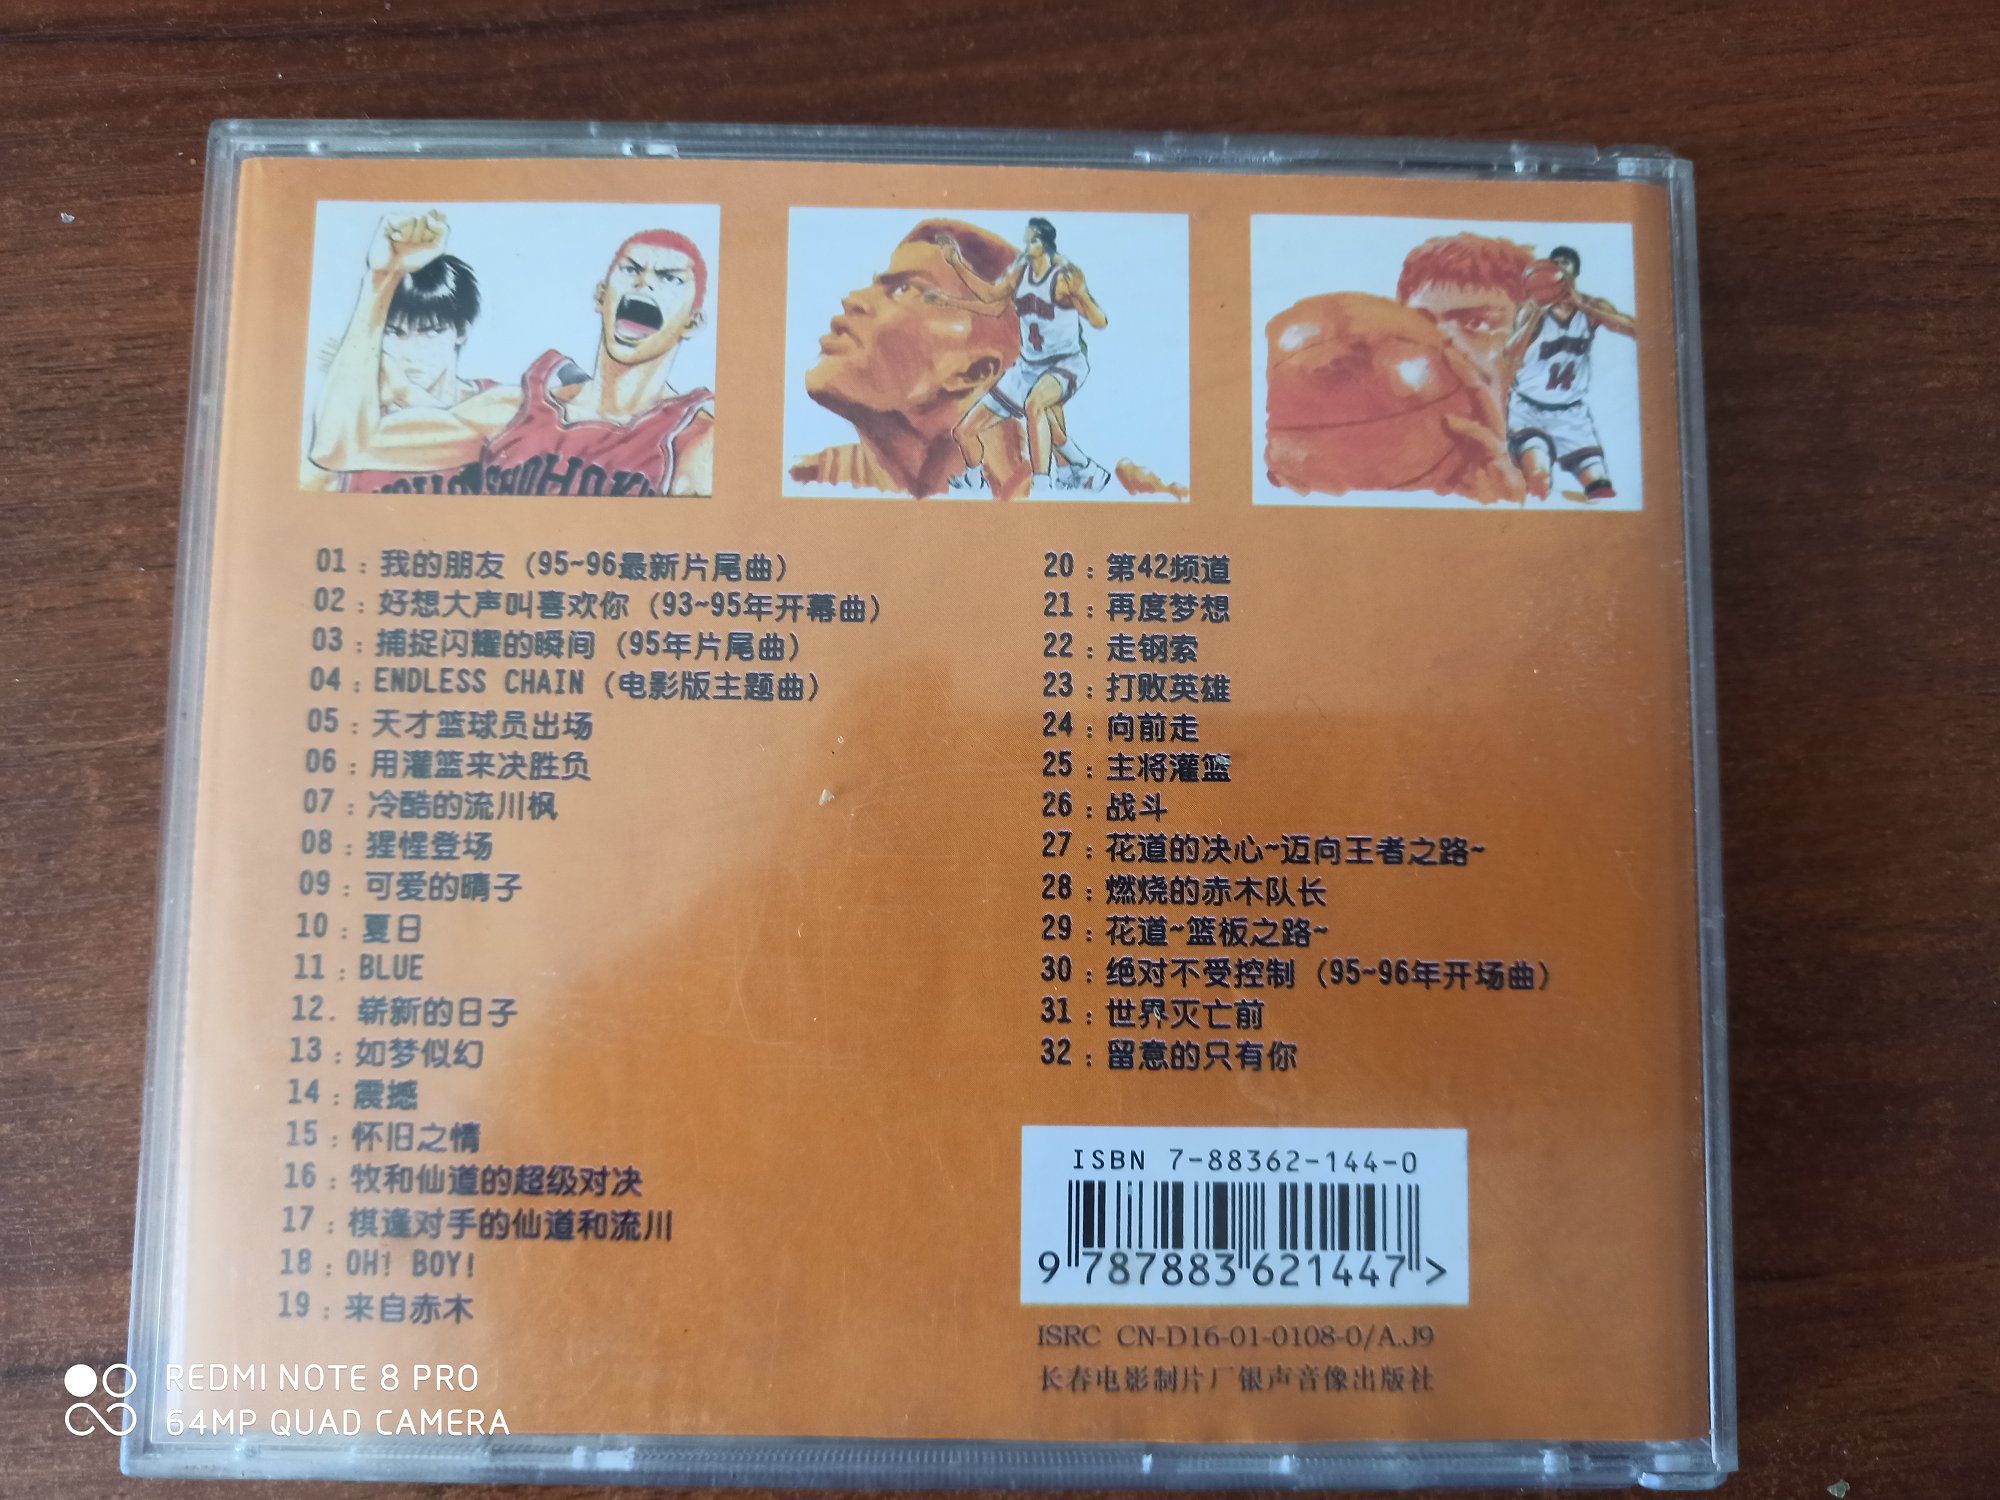 SHOHOKU
4
14
01：我的朋友（95~96最新片尾曲）
02：好想大声叫喜欢你（93~95年开幕曲）
03：捕捉闪耀的瞬间（95年片尾曲）
04：ENDLESS CHAIN（电影版主题曲）
05：天才篮球员出场
06：用灌篮来决胜负
07：冷酷的流川枫
08：猩惺登场
09：可爱的晴子
10：夏日
11：BLUE
12. 崭新的日子
13：如梦似幻
14：震撼
15：怀旧之情
16：牧和仙道的超级对决
17：棋逢对手的仙道和流川
18：OH! BOY!
19：来自赤木
20：第42频道
21：再度梦想
22：走钢索
23：打败英雄
24：向前走
25：主将灌篮
26：战斗
27：花道的决心~迈向王者之路~
28：燃烧的赤木队长
29：花道~篮板之路~
30：绝对不受控制（95~96年开场曲）
31：世界灭亡前
32：留意的只有你
ISBN 7-88362-144-0
9 787883 621447 >
ISRC CN-D16-01-0108-0/A.J9
长春电影制片厂银声音像出版社
REDMI NOTE 8 PRO
64MP QUAD CAMERA